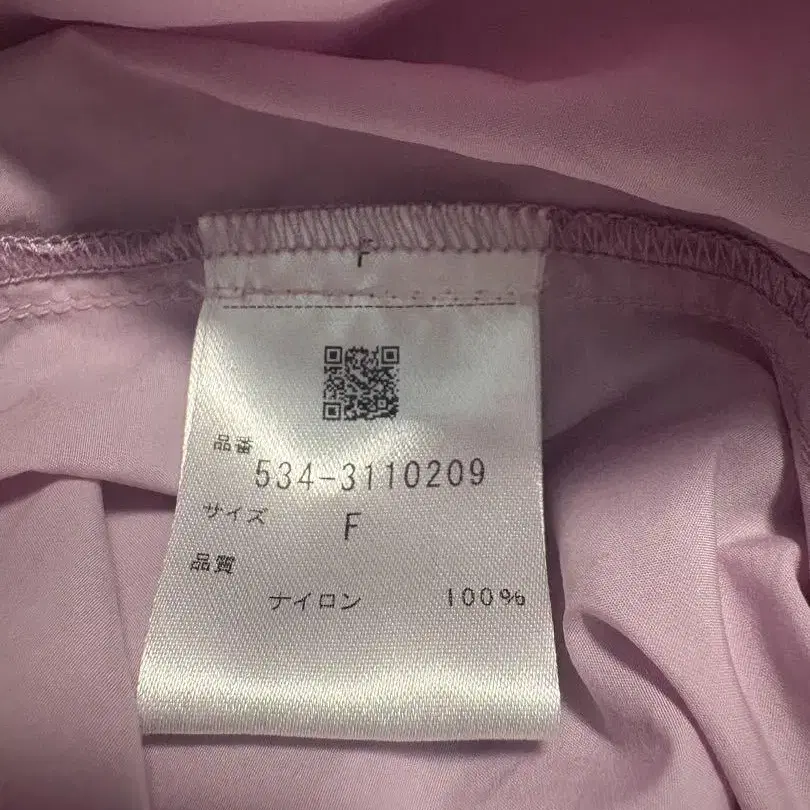 F
品番
534-3110209
サイズ F
品質
ナイロン 100%